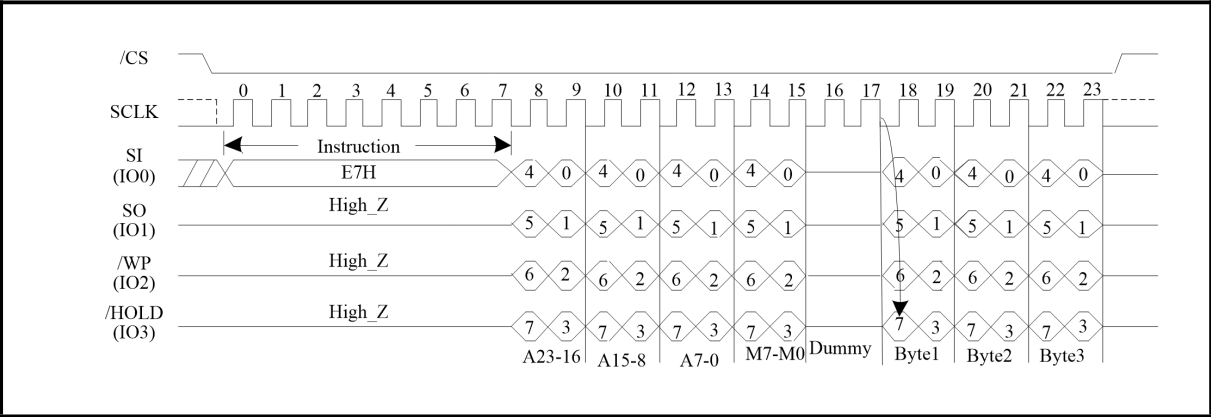 /CS
0 1 2 3 4 5 6 7 8 9 10 11 12 13 14 15 16 17 18 19 20 21 22 23
SCLK
Instruction
SI
(IO0)
E7H
4 0 4 0 4 0 4 0 4 0 4 0 4 0
High_Z
SO
(IO1)
5 1 5 1 5 1 5 1 5 1 5 1 5 1
High_Z
/WP
(IO2)
6 2 6 2 6 2 6 2 6 2 6 2 6 2
High_Z
/HOLD
(IO3)
7 3 7 3 7 3 7 3 7 3 7 3 7 3
A23-16 A15-8 A7-0 M7-M0 Dummy Byte1 Byte2 Byte3